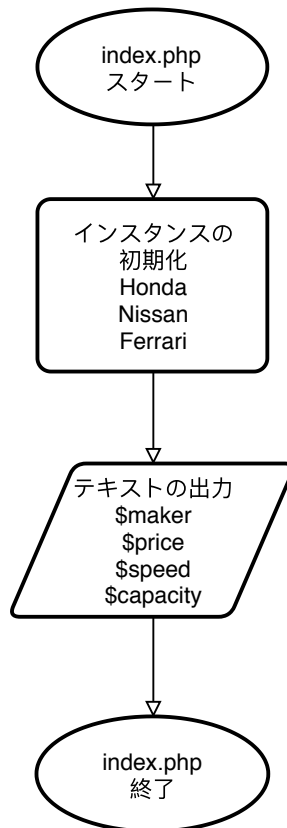 index.php
スタート
インスタンスの
初期化
Honda
Nissan
Ferrari
テキストの出力
$maker
$price
$speed
$capacity
index.php
終了